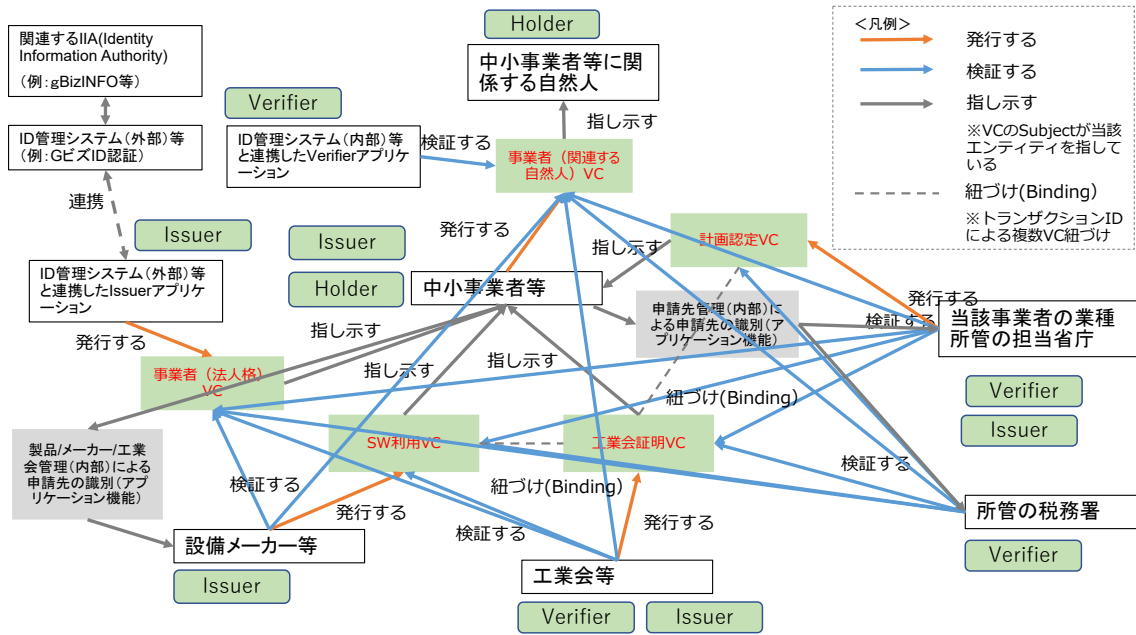 Holder
関連するIIA(Identity
Information Authority)
(例：gBizINFO等)
中小事業者等に関
係する自然人
＜凡例＞
発行する
検証する
指し示す
※VCのSubjectが当該
エンティティを指して
いる
紐づけ(Binding)
※トランザクションID
による複数VC紐づけ
Verifier
ID管理システム（外部）等
（例：GビズID認証）
ID管理システム（内部）等
と連携したVerifierアプリケ
ーション
検証する
指し示す
事業者（関連する
自然人）VC
連携
Issuer
Issuer
発行する
計画認定VC
指し示す
ID管理システム（外部）等
と連携したIssuerアプリケー
ション
Holder
中小事業者等
申請先管理（内部）に
よる申請先の識別（ア
プリケーション機能）
発行する
検証する
当該事業者の業種
所管の担当省庁
発行する
指し示す
指し示す
指し示す
事業者（法人格）
VC
紐づけ(Binding)
Verifier
Issuer
製品/メーカー/工業
会管理（内部）による
申請先の識別（アプ
リケーション機能）
SW利用VC
工業会証明VC
検証する
紐づけ(Binding)
検証する
発行する
検証する
発行する
所管の税務署
設備メーカー等
工業会等
Verifier
Issuer
Verifier
Issuer